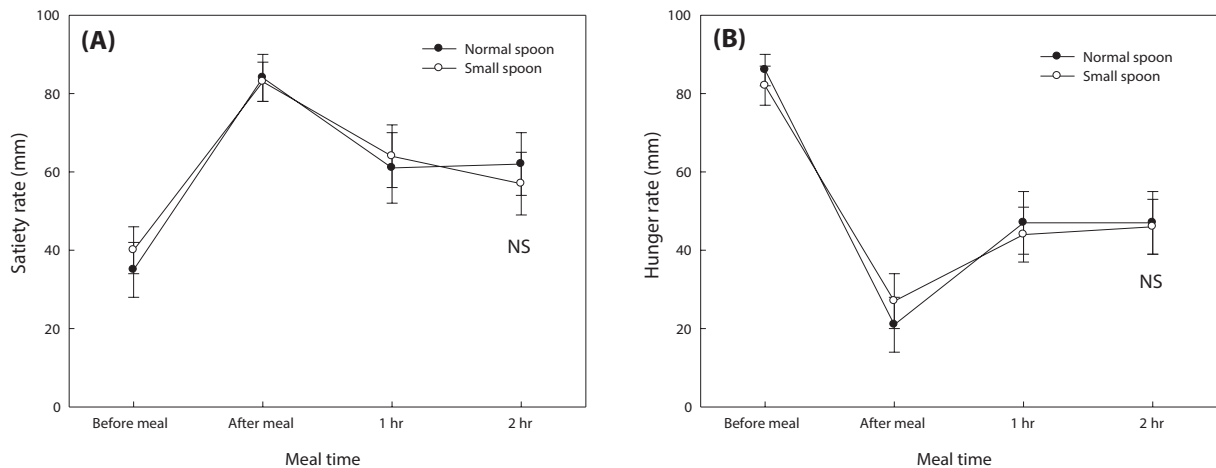 (A)
Normal spoon
Small spoon
Satiety rate (mm)
100
80
60
40
20
0
NS
Before meal After meal 1 hr 2 hr
Meal time
(B)
Normal spoon
Small spoon
Hunger rate (mm)
100
80
60
40
20
0
NS
Before meal After meal 1 hr 2 hr
Meal time